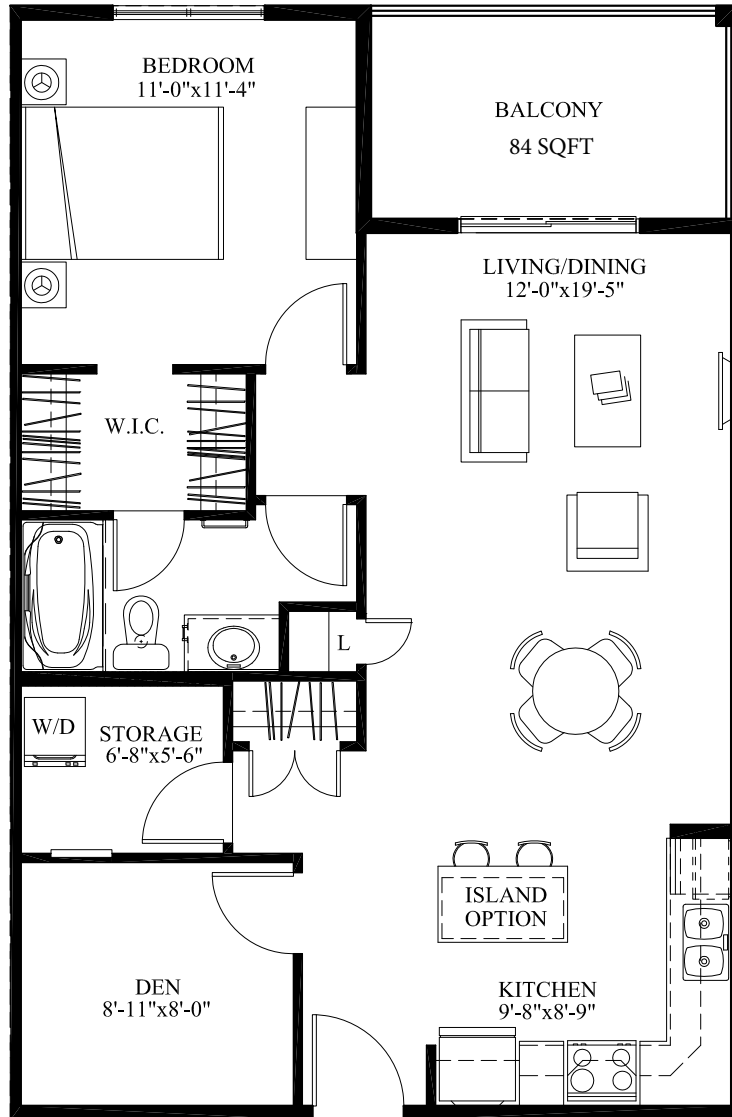 BEDROOM
11'-0"x11'-4"
BALCONY
84 SQFT
LIVING/DINING
12'-0"x19'-5"
W.I.C.
L
W/D
STORAGE
6'-8"x5'-6"
ISLAND
OPTION
DEN
8'-11"x8'-0"
KITCHEN
9'-8"x8'-9"